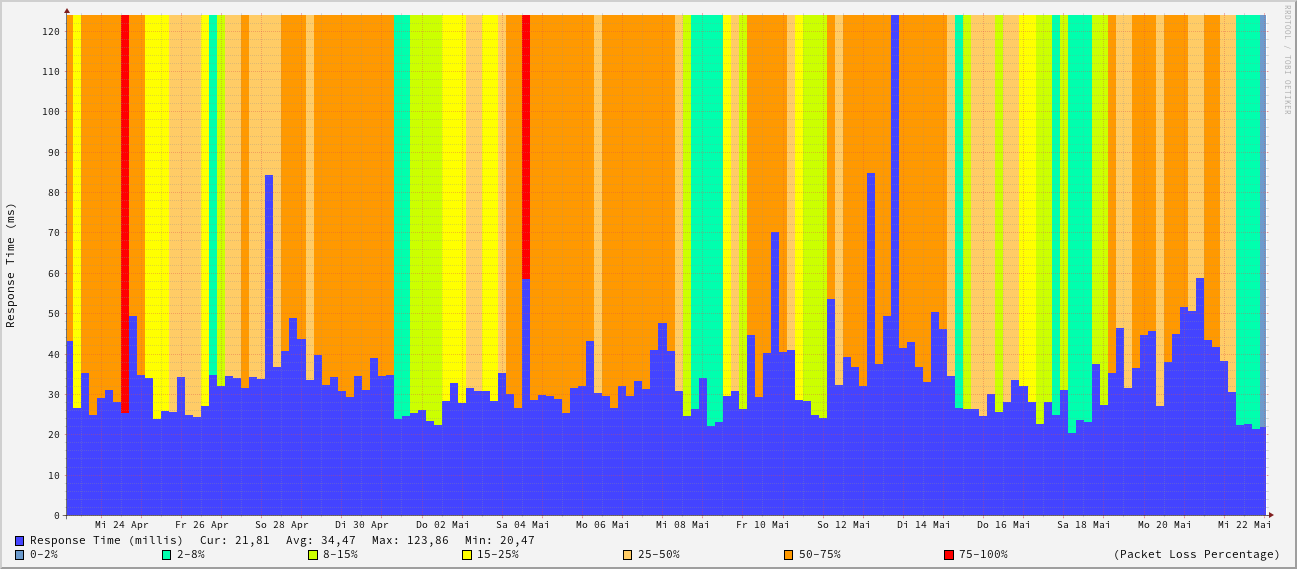 RRDTOOL / TOBI OETIKER
Response Time (ms)
120
110
100
90
80
70
60
50
40
30
20
10
0
Mi 24 Apr Fr 26 Apr So 28 Apr Di 30 Apr Do 02 Mai Sa 04 Mai Mo 06 Mai Mi 08 Mai Fr 10 Mai So 12 Mai Di 14 Mai Do 16 Mai Sa 18 Mai Mo 20 Mai Mi 22 Mai
Response Time (millis) Cur: 21,81 Avg: 34,47 Max: 123,86 Min: 20,47
0-2% 2-8% 8-15% 15-25% 25-50% 50-75% 75-100% (Packet Loss Percentage)